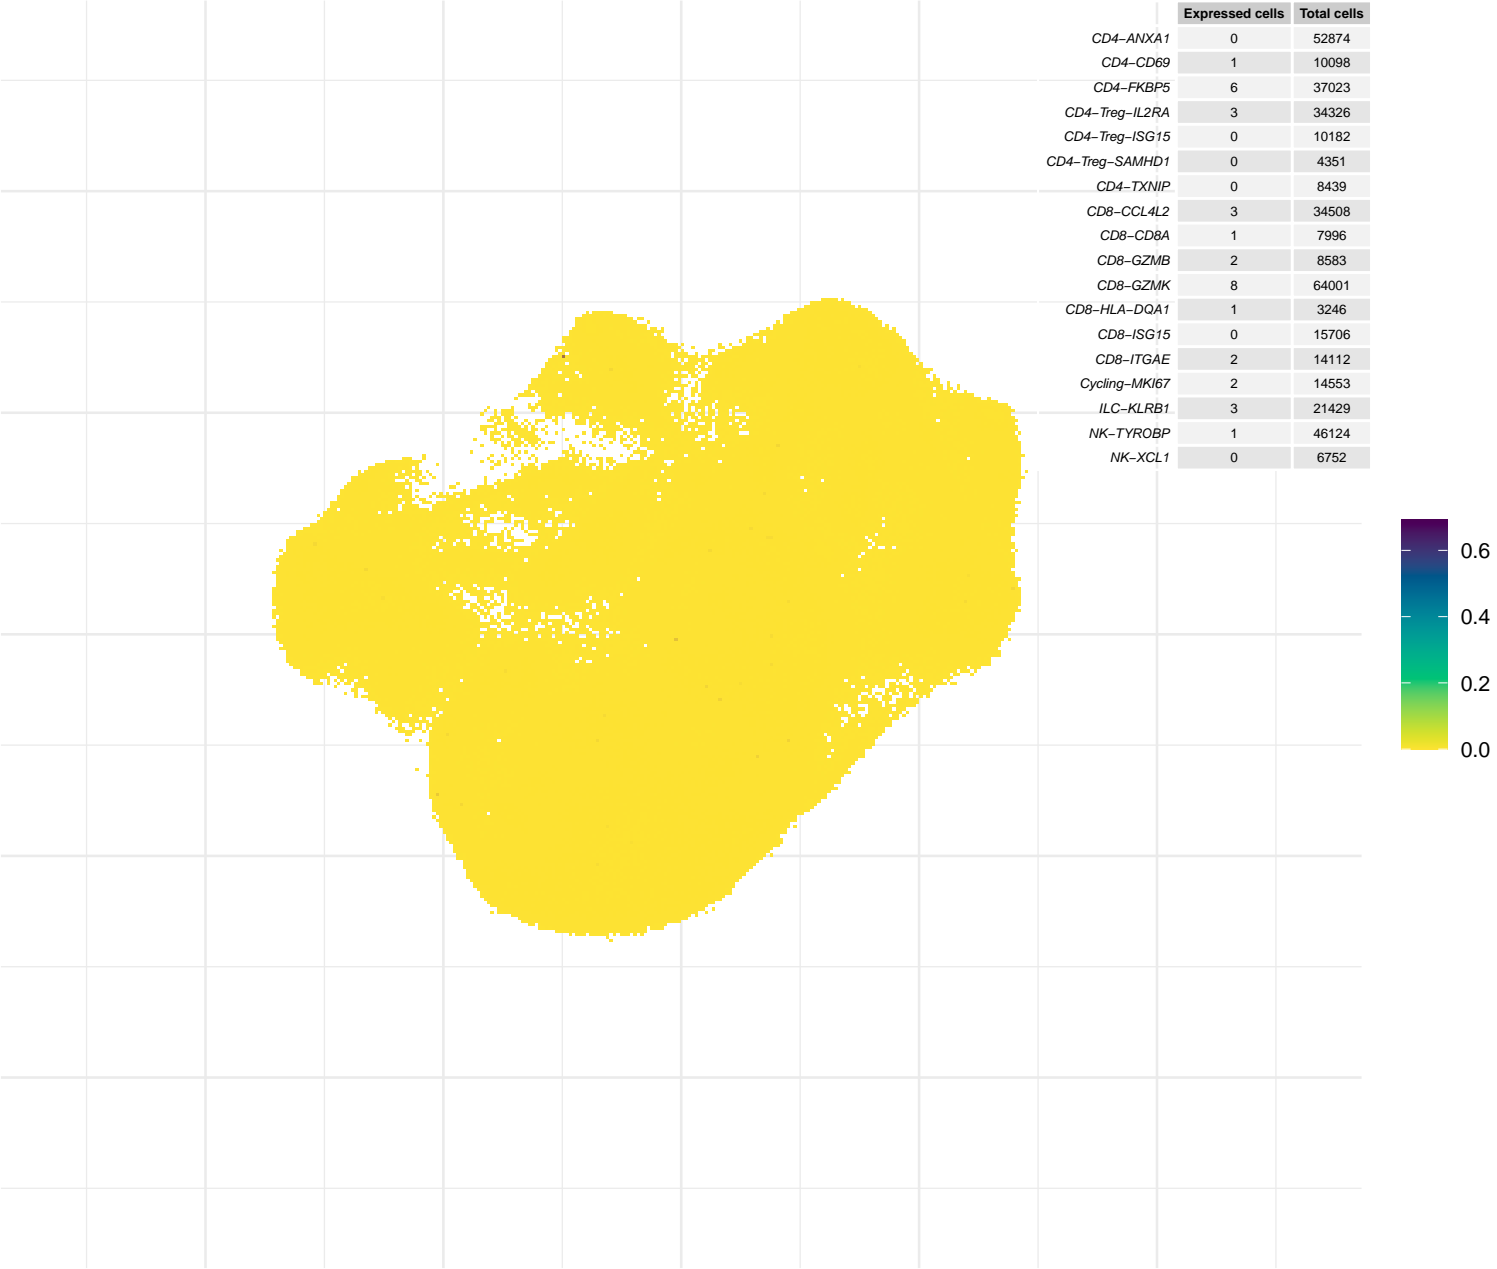 Expressed cells Total cells
CD4−ANXA1 0 52874
CD4−CD69 1 10098
CD4−FKBP5 6 37023
CD4−Treg−IL2RA 3 34326
CD4−Treg−ISG15 0 10182
CD4−Treg−SAMHD1 0 4351
CD4−TXNIP 0 8439
CD8−CCL4L2 3 34508
CD8−CD8A 1 7996
CD8−GZMB 2 8583
CD8−GZMK 8 64001
CD8−HLA−DQA1 1 3246
CD8−ISG15 0 15706
CD8−ITGAE 2 14112
Cycling−MKI67 2 14553
ILC−KLRB1 3 21429
NK−TYROBP 1 46124
NK−XCL1 0 6752
0.6
0.4
0.2
0.0